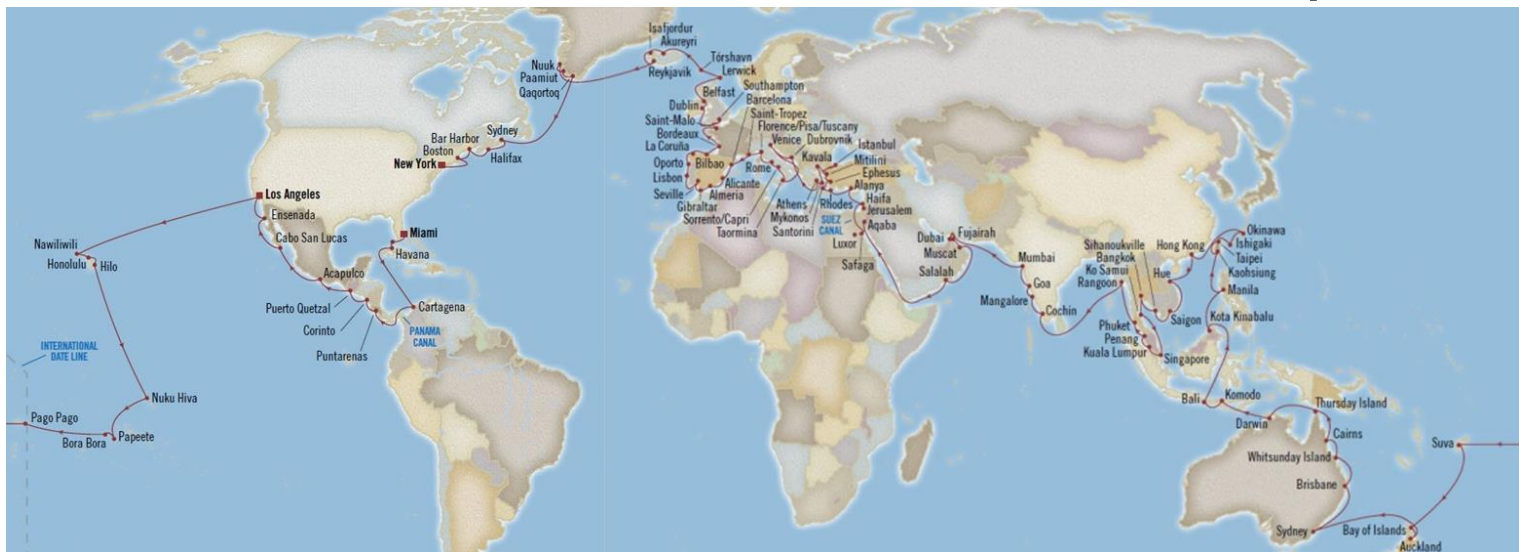 Isafjordur
Akureyri
Tórshavn
Lerwick
Nuuk
Paamiut
Qaqortoq
Reykjavik
Belfast
Southampton
Barcelona
Dublin
Saint-Tropez
Saint-Malo
Florence/Pisa/Tuscany
Bordeaux
Venice
Dubrovnik
Sydney
Bar Harbor
Boston
Halifax
New York
La Coruña
Kavala
Istanbul
Oporto
Bilbao
Rome
Mitilini
Lisbon
Ephesus
Alicante
Alanya
Seville
Almeria
Gibraltar
Athens
Rhodes
Haifa
Sorrento/Capri
Mykonos
Jerusalem
Taormina
Santorini
SUEZ
CANAL
Aqaba
Luxor
Safaga
Los Angeles
Ensenada
Miami
Cabo San Lucas
Havana
Nawiliwili
Honolulu
Hilo
Acapulco
Puerto Quetzal
Cartagena
Corinto
PANAMA
CANAL
Puntarenas
Dubai
Fujairah
Muscat
Salalah
Mumbai
Goa
Mangalore
Cochin
Sihanoukville
Bangkok
Ko Samui
Rangoon
Hong Kong
Hue
Okinawa
Ishigaki
Taipei
Kaohsiung
Manila
Kota Kinabalu
Saigon
Phuket
Penang
Kuala Lumpur
Singapore
INTERNATIONAL
DATE LINE
Nuku Hiva
Pago Pago
Bora Bora
Papeete
Bali
Komodo
Thursday Island
Darwin
Cairns
Whitsunday Island
Suva
Brisbane
Sydney
Bay of Islands
Auckland